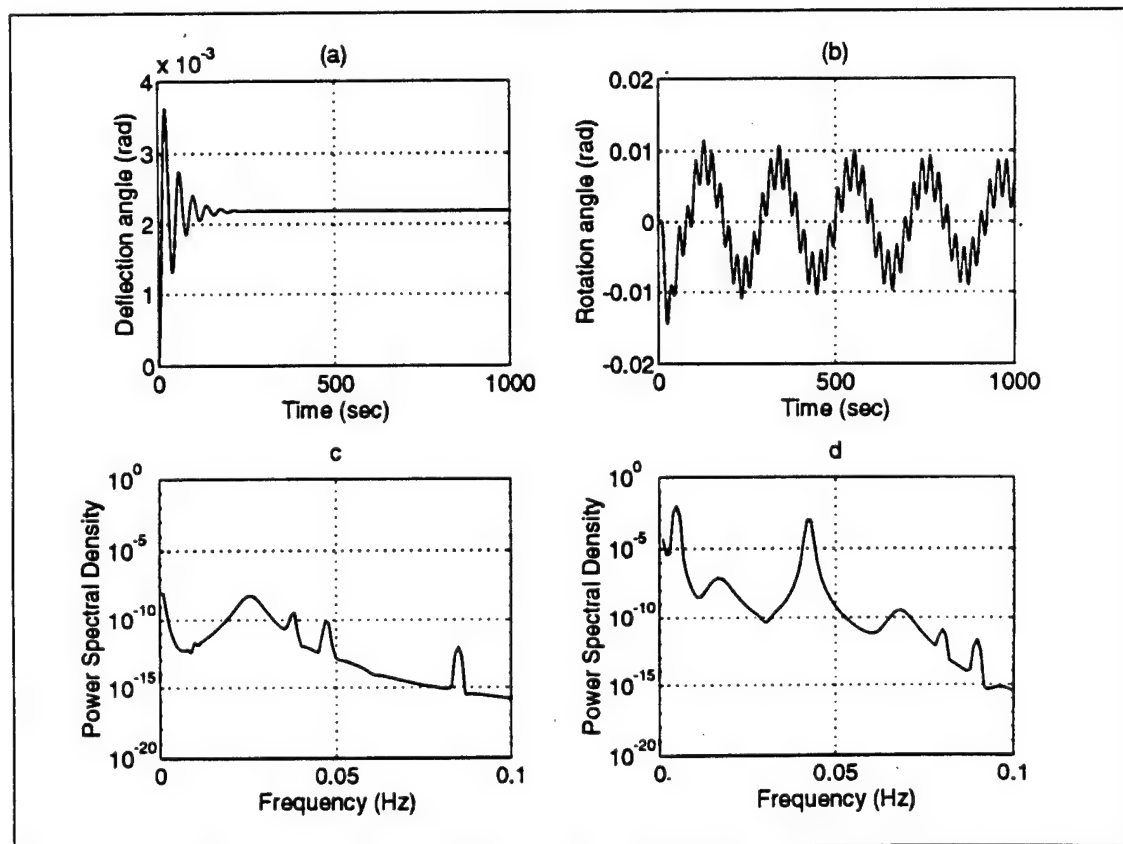 (a)
x 10^-3
4
3
2
1
0
Deflection angle (rad)
0
500
1000
Time (sec)
(b)
0.02
0.01
0
-0.01
-0.02
Rotation angle (rad)
0
500
1000
Time (sec)
c
10^0
10^-5
10^-10
10^-15
10^-20
Power Spectral Density
0
0.05
0.1
Frequency (Hz)
d
10^0
10^-5
10^-10
10^-15
10^-20
Power Spectral Density
0.
0.05
0.1
Frequency (Hz)